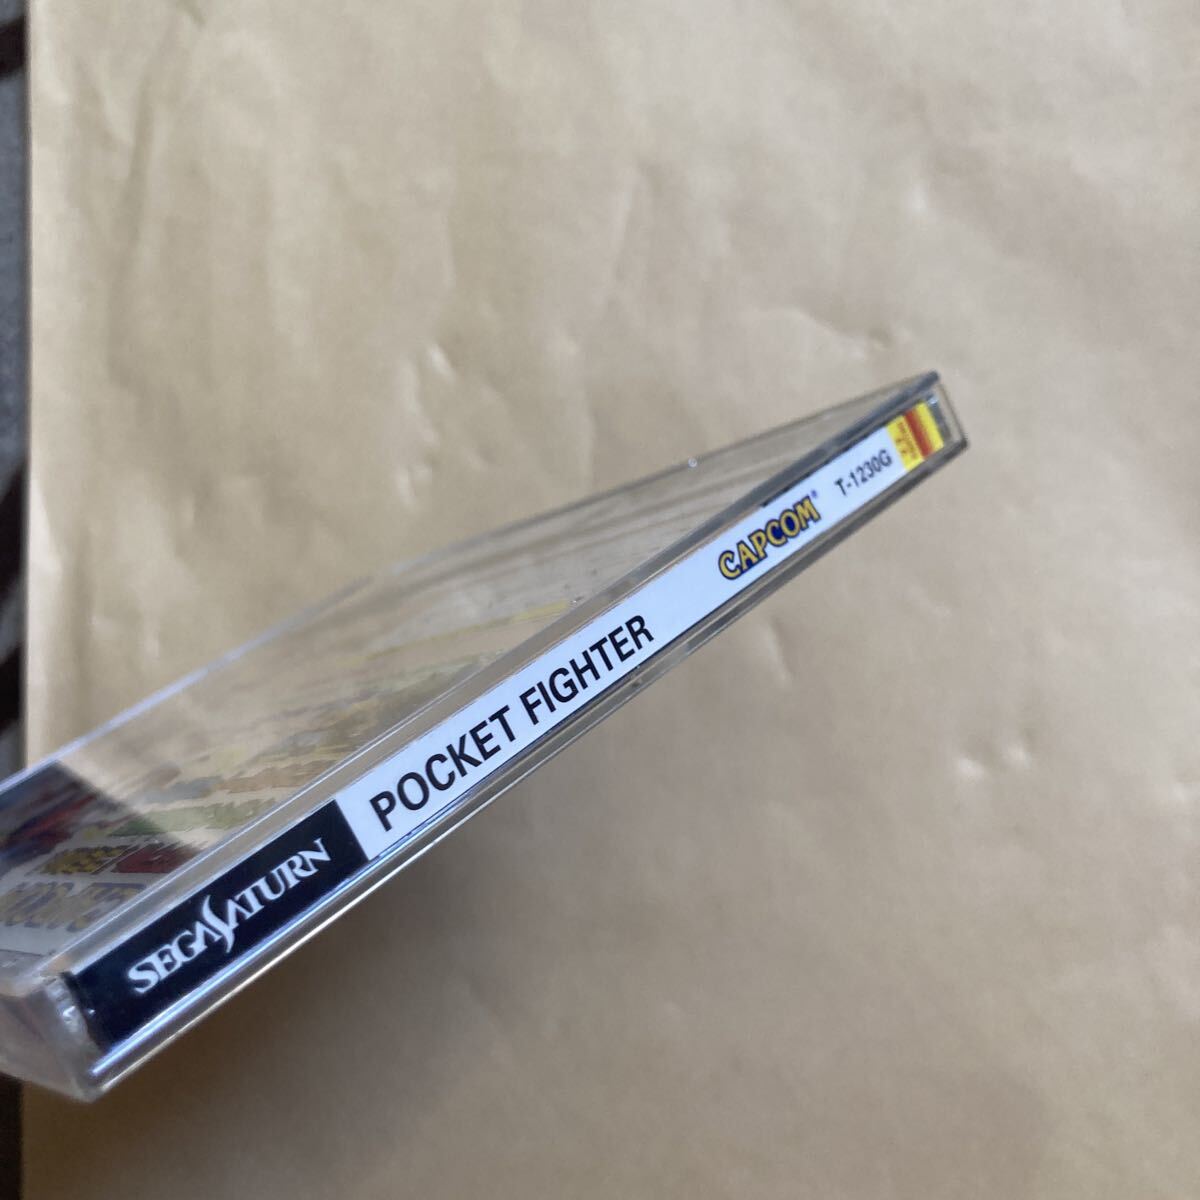 SEGA SATURN
POCKET FIGHTER
CAPCOM®
T-1230G